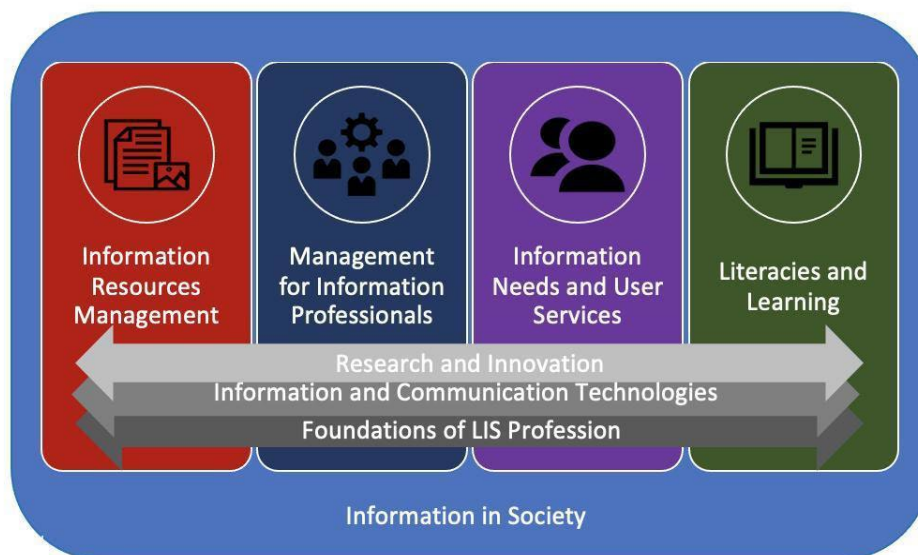 Information
Resources
Management
Management
for Information
Professionals
Information
Needs and User
Services
Literacies and
Learning
Research and Innovation
Information and Communication Technologies
Foundations of LIS Profession
Information in Society